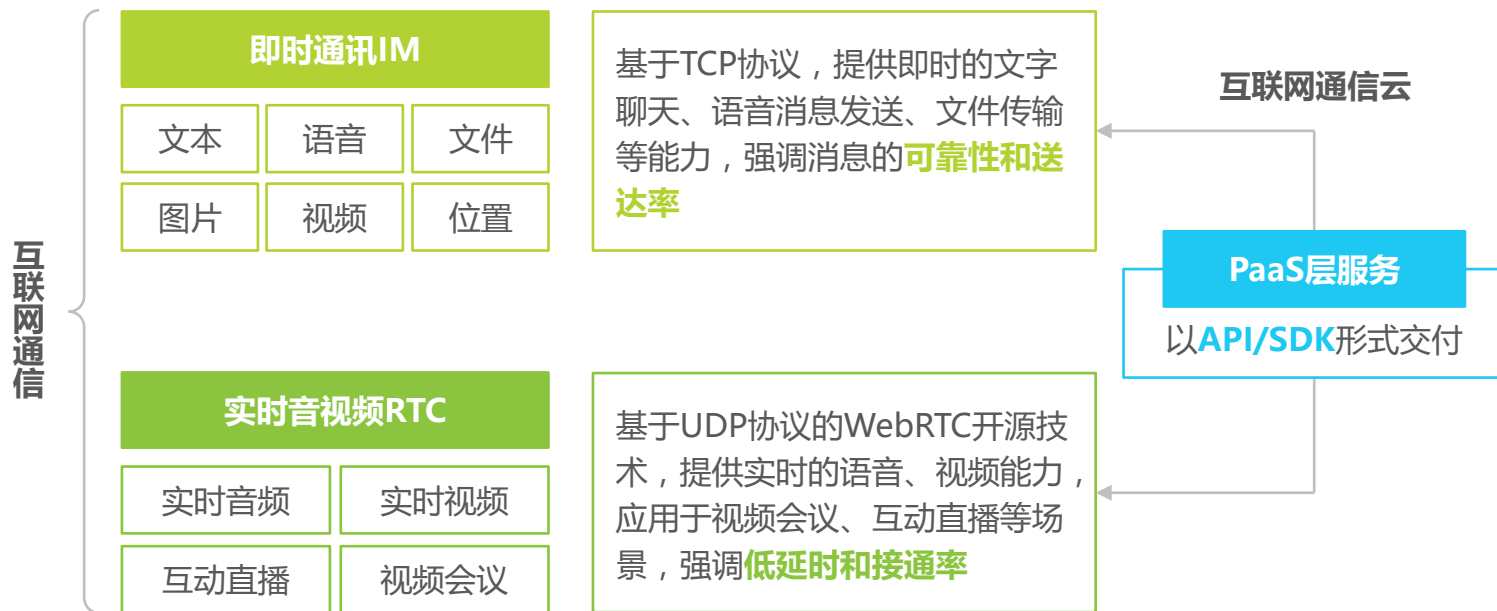 互联网通信
即时通讯IM
文本
语音
文件
图片
视频
位置
基于TCP协议，提供即时的文字
聊天、语音消息发送、文件传输
等能力，强调消息的可靠性和送
达率
实时音视频RTC
实时音频
实时视频
互动直播
视频会议
基于UDP协议的WebRTC开源技
术，提供实时的语音、视频能力，
应用于视频会议、互动直播等场
景，强调低延时和接通率
互联网通信云
PaaS层服务
以API/SDK形式交付